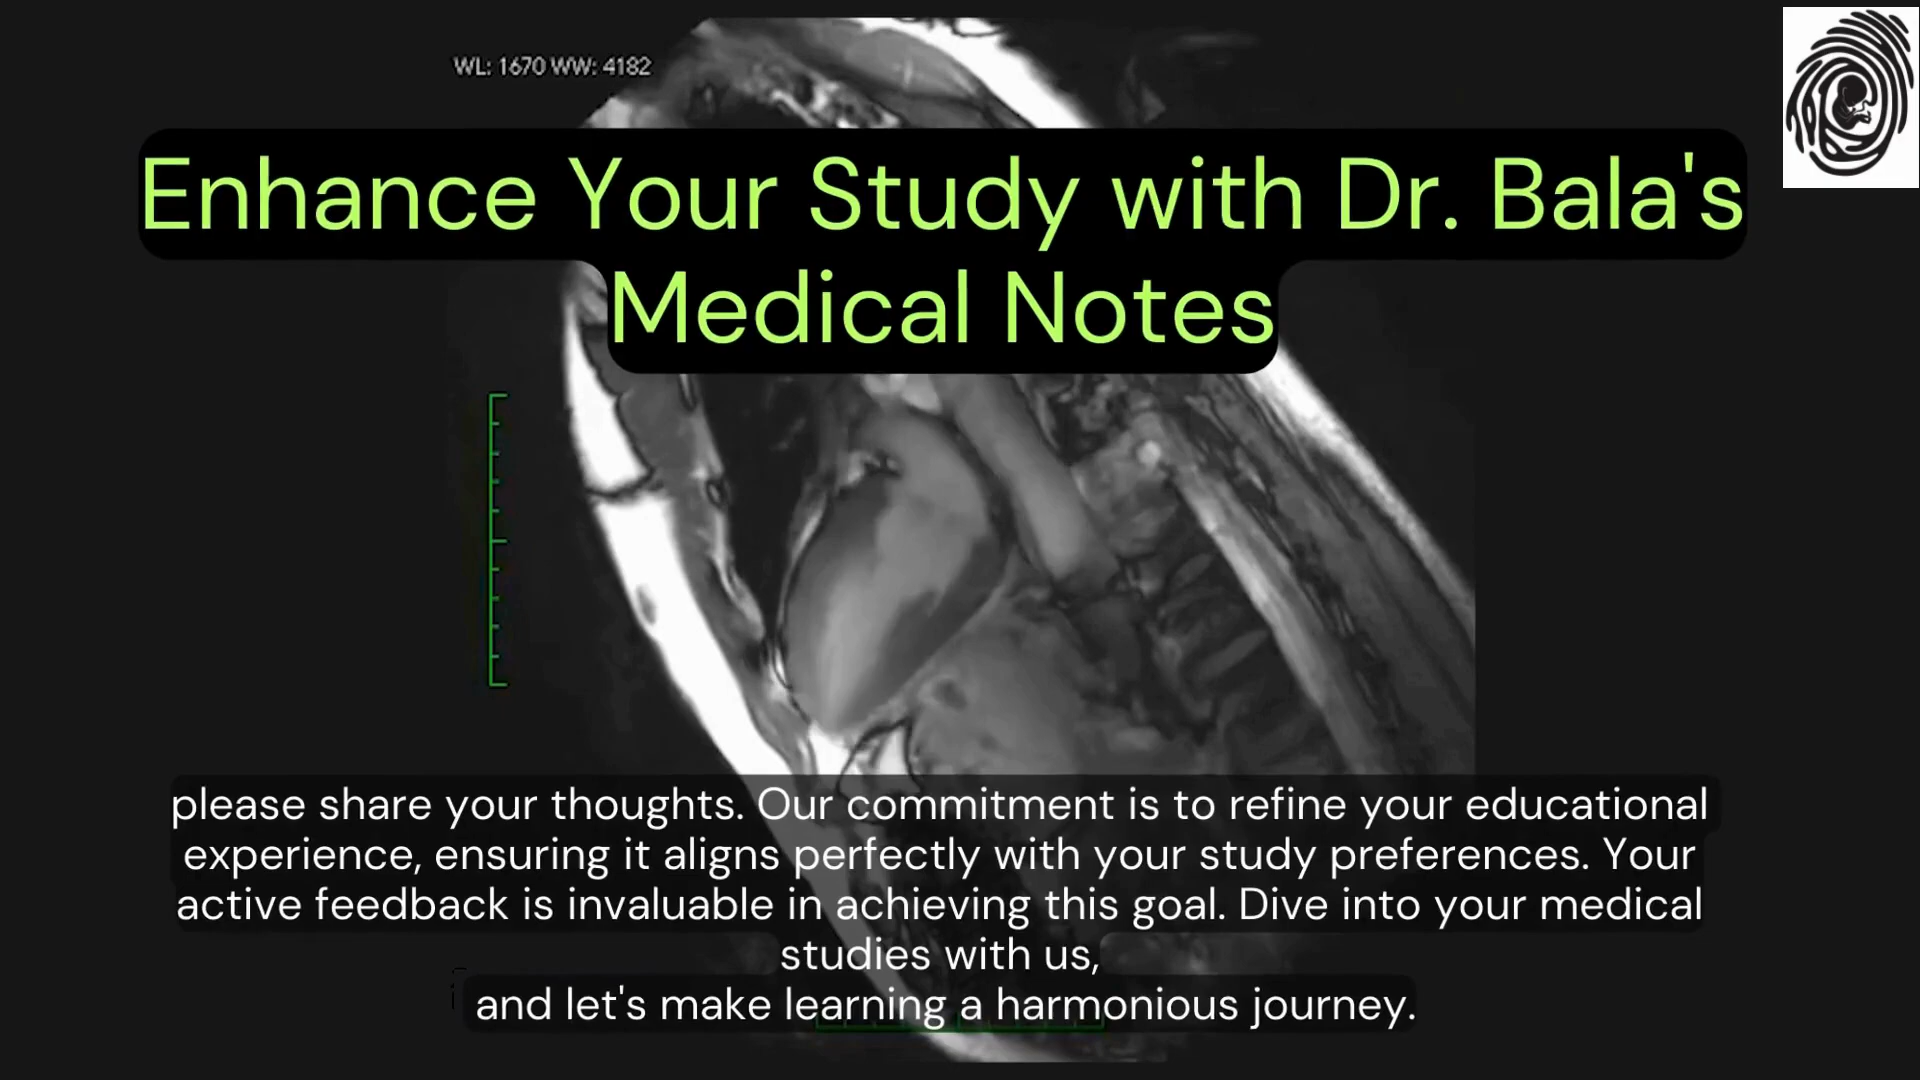 WL: 1670 WW: 4182
Enhance Your Study with Dr. Bala's
Medical Notes
please share your thoughts. Our commitment is to refine your educational
experience, ensuring it aligns perfectly with your study preferences. Your
active feedback is invaluable in achieving this goal. Dive into your medical
studies with us,
and let's make learning a harmonious journey.